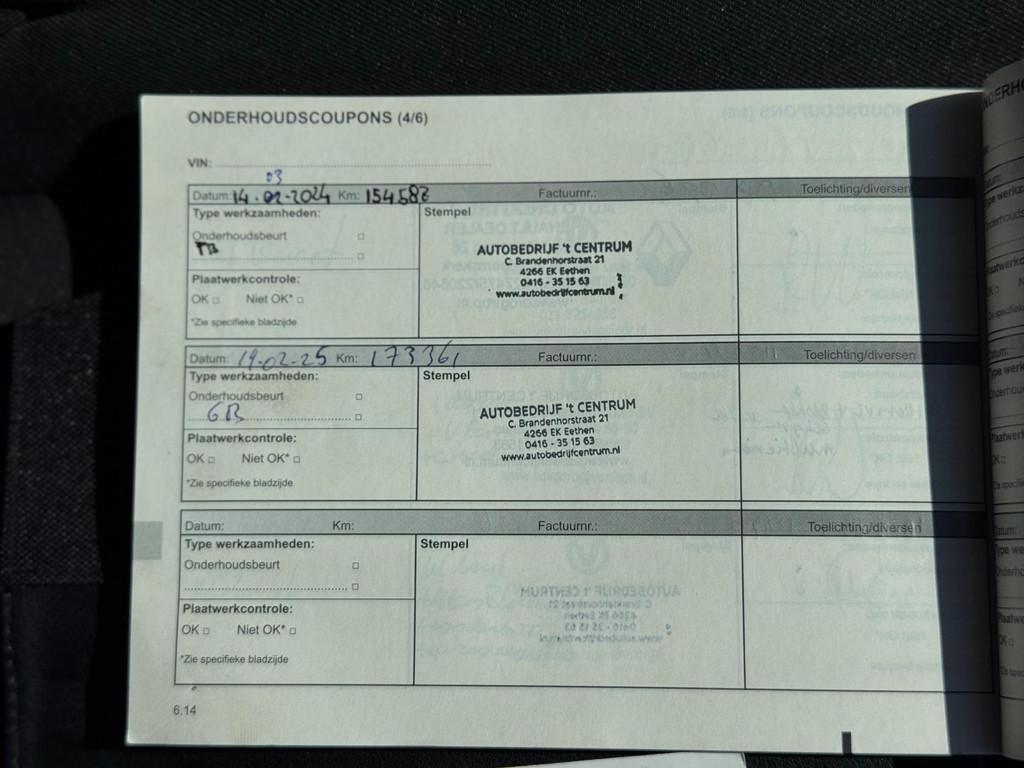 ONDERHOUDSCOUPONS (4/6)
VIN:
03
Datum: 14-02-2024 Km: 154582 Factuurnr.: Toelichting/diversen
Type werkzaamheden: Stempel
Onderhoudsbeurt
TB
Plaatwerkcontrole:
OK Niet OK*
*Zie specifieke bladzijde
AUTOBEDRIJF 't CENTRUM
C. Brandenhorstraat 21
4266 EK Eethen
0416 - 35 15 63
www.autobedrijfcentrum.nl
Datum: 19-02-25 Km: 173361 Factuurnr.: Toelichting/diversen
Type werkzaamheden: Stempel
Onderhoudsbeurt
GB
Plaatwerkcontrole:
OK Niet OK*
*Zie specifieke bladzijde
AUTOBEDRIJF 't CENTRUM
C. Brandenhorstraat 21
4266 EK Eethen
0416 - 35 15 63
www.autobedrijfcentrum.nl
Datum: Km: Factuurnr.: Toelichting/diversen
Type werkzaamheden: Stempel
Onderhoudsbeurt
Plaatwerkcontrole:
OK Niet OK*
*Zie specifieke bladzijde
6.14